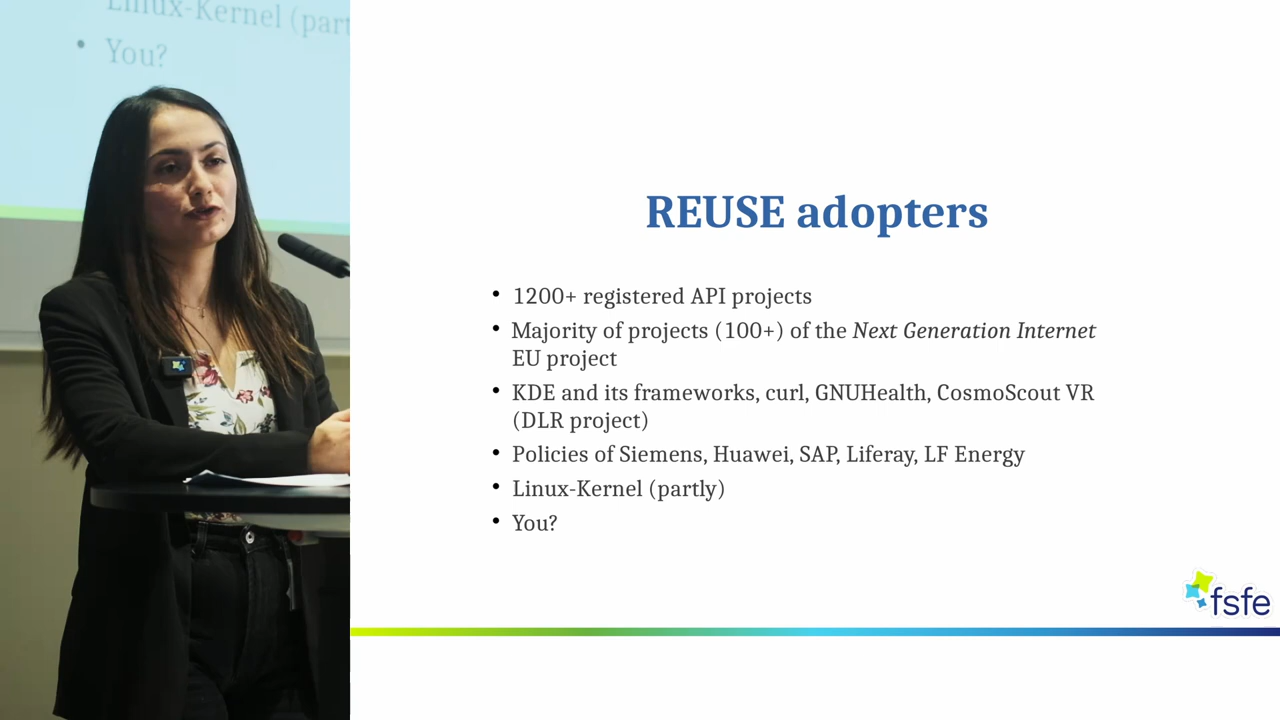 Linux-Kernel (part
• You?
REUSE adopters
• 1200+ registered API projects
• Majority of projects (100+) of the Next Generation Internet
EU project
• KDE and its frameworks, curl, GNUHealth, CosmoScout VR
(DLR project)
• Policies of Siemens, Huawei, SAP, Liferay, LF Energy
• Linux-Kernel (partly)
• You?
fsfe